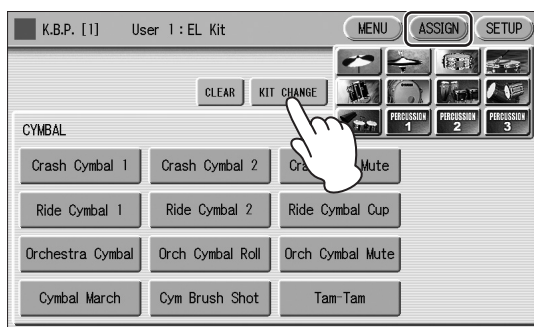 K.B.P. [1] User 1:EL Kit MENU ASSIGN SETUP
CLEAR KIT CHANGE
PERCUSSION 1 PERCUSSION 2 PERCUSSION 3
CYMBAL
Crash Cymbal 1 Crash Cymbal 2 Mute
Ride Cymbal 1 Ride Cymbal 2 Ride Cymbal Cup
Orchestra Cymbal Orch Cymbal Roll Orch Cymbal Mute
Cymbal March Cym Brush Shot Tam-Tam